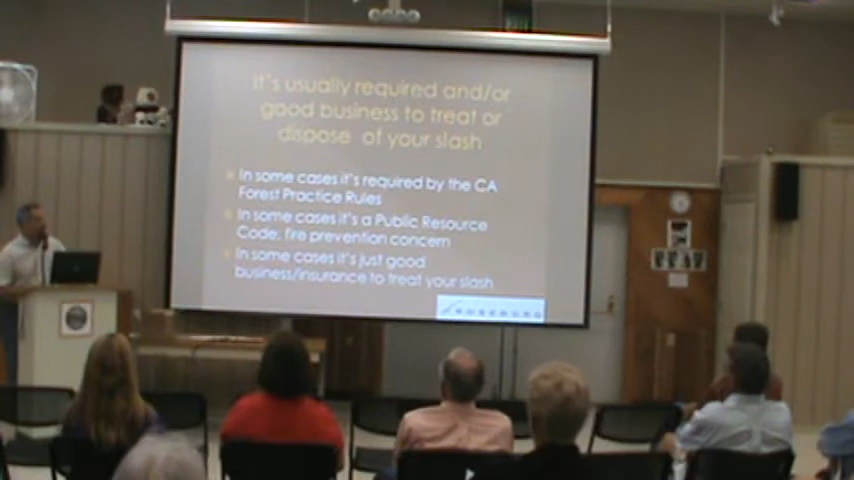 It's usually required and/or
good business to treat or
dispose of your slash
In some cases it's required by the CA
Forest Practice Rules
In some cases it's a Public Resource
Code, fire prevention concern
In some cases it's just good
business/insurance to treat your slash
ROSEBURG